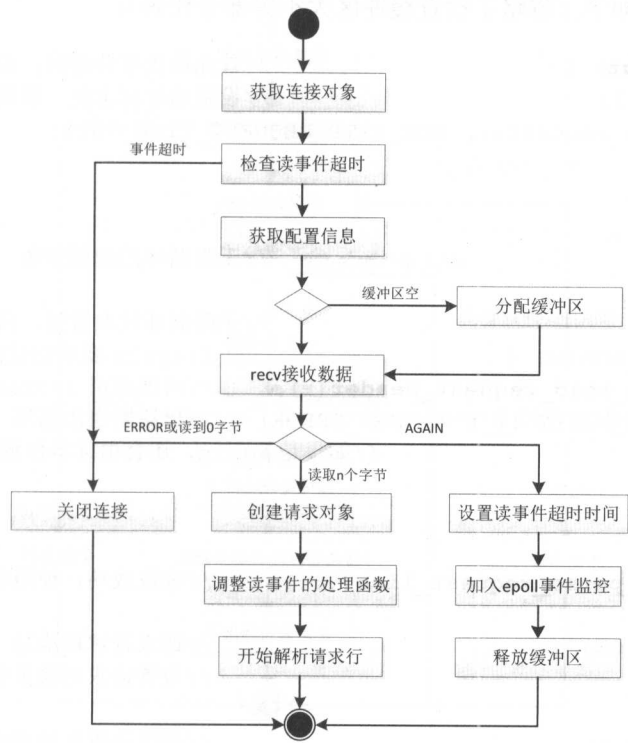 获取连接对象
事件超时
检查读事件超时
获取配置信息
缓冲区空
分配缓冲区
recv接收数据
ERROR或读到0字节
AGAIN
读取n个字节
关闭连接
创建请求对象
设置读事件超时时间
调整读事件的处理函数
加入epoll事件监控
开始解析请求行
释放缓冲区